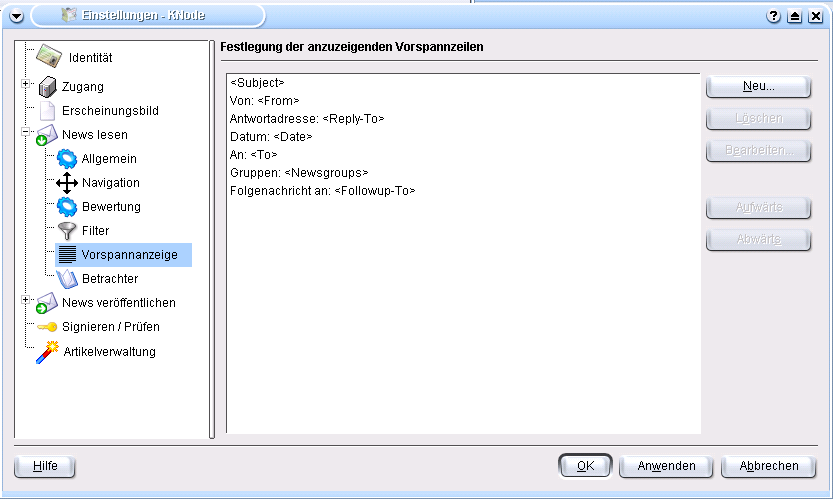 Einstellungen - KNode
Identität
Zugang
Erscheinungsbild
News lesen
Allgemein
Navigation
Bewertung
Filter
Vorspannanzeige
Betrachter
News veröffentlichen
Signieren / Prüfen
Artikelverwaltung
Festlegung der anzuzeigenden Vorspannzeilen
<Subject>
Von: <From>
Antwortadresse: <Reply-To>
Datum: <Date>
An: <To>
Gruppen: <Newsgroups>
Folgenachricht an: <Followup-To>
Neu...
Löschen
Bearbeiten...
Aufwärts
Abwärts
Hilfe
OK
Anwenden
Abbrechen